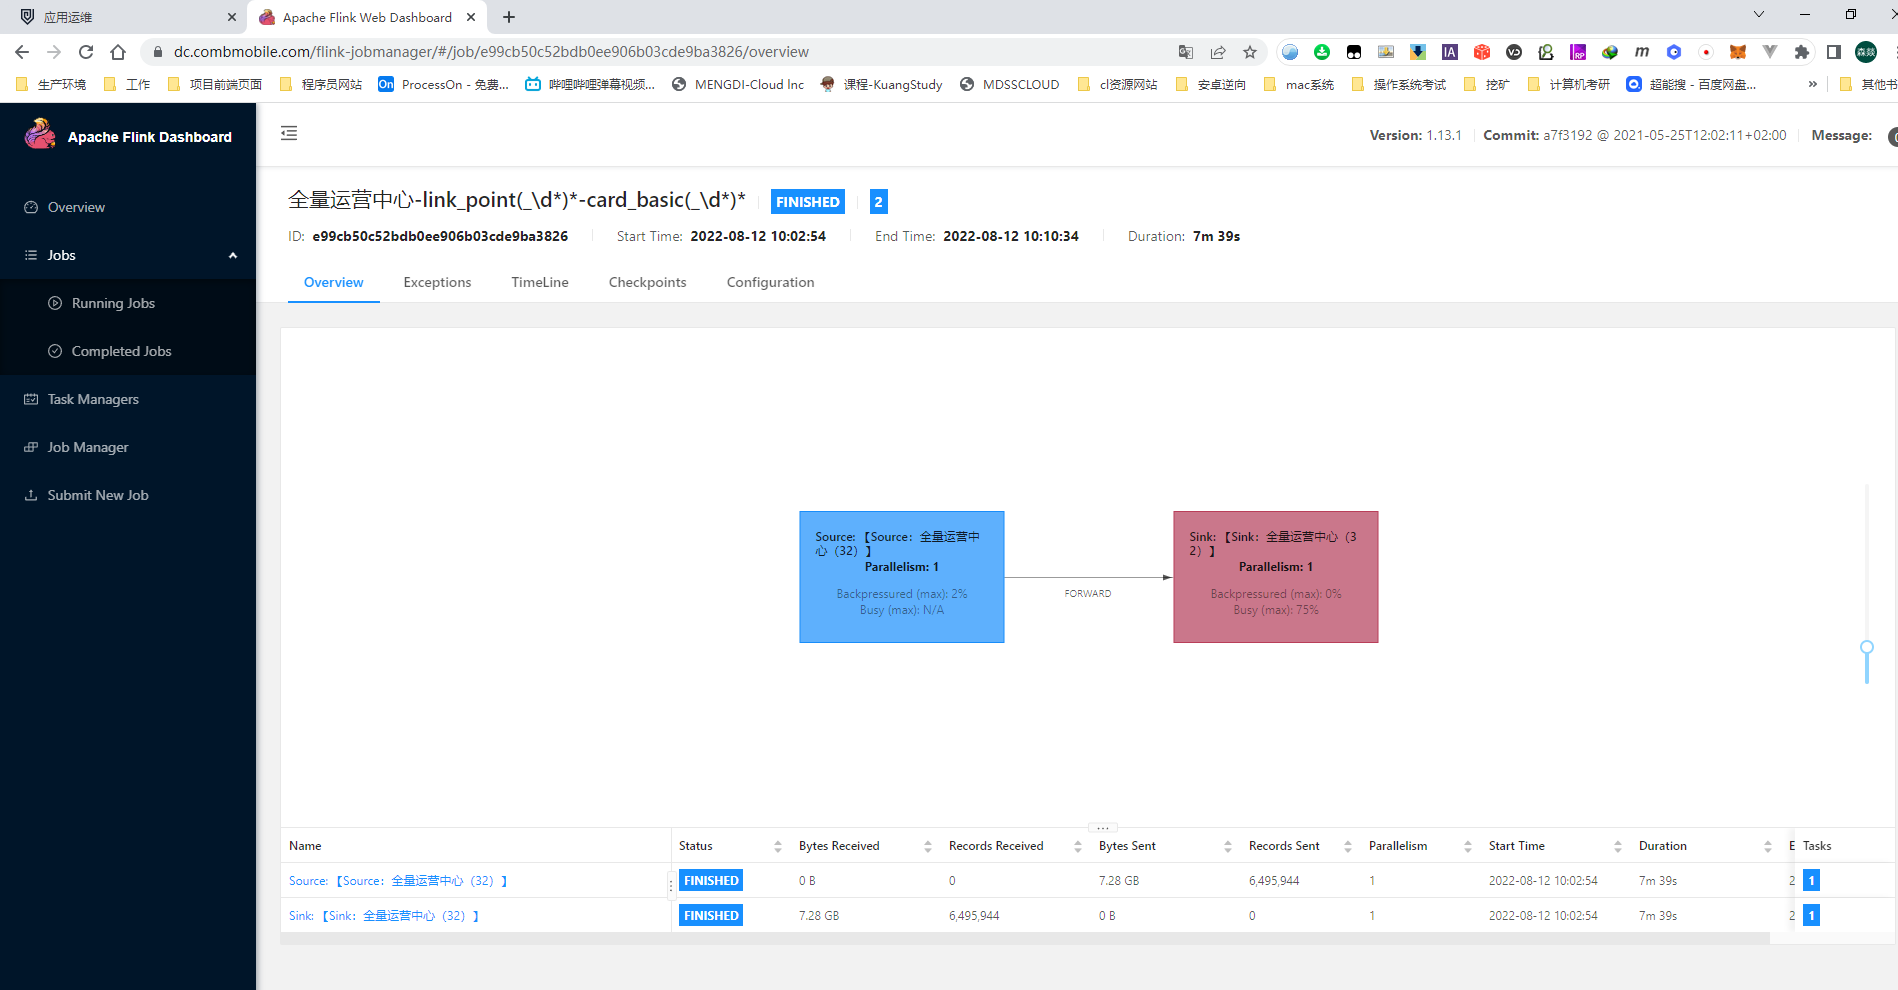 应用运维
Apache Flink Web Dashboard
dc.combmobile.com/flink-jobmanager/#/job/e99cb50c52bdb0ee906b03cde9ba3826/overview
生产环境 工作 项目前端页面 程序员网站 ProcessOn - 免费... 哔哩哔哩弹幕视频... MENGDI-Cloud Inc 课程-KuangStudy MDSSCLOUD cl资源网站 安卓逆向 mac系统 操作系统考试 挖矿 计算机考研 超能搜 - 百度网盘... » 其他书
Apache Flink Dashboard
Version: 1.13.1 Commit: a7f3192 @ 2021-05-25T12:02:11+02:00 Message:
Overview
Jobs
Running Jobs
Completed Jobs
Task Managers
Job Manager
Submit New Job
全量运营中心-link_point(_\d*)*-card_basic(_\d*)* FINISHED 2
ID: e99cb50c52bdb0ee906b03cde9ba3826 Start Time: 2022-08-12 10:02:54 End Time: 2022-08-12 10:10:34 Duration: 7m 39s
Overview Exceptions TimeLine Checkpoints Configuration
Source: 【Source：全量运营中
心（32）】
Parallelism: 1
Backpressured (max): 2%
Busy (max): N/A
FORWARD
Sink: 【Sink：全量运营中心（3
2）】
Parallelism: 1
Backpressured (max): 0%
Busy (max): 75%
Name Status Bytes Received Records Received Bytes Sent Records Sent Parallelism Start Time Duration E Tasks
Source: 【Source：全量运营中心（32）】 FINISHED 0 B 0 7.28 GB 6,495,944 1 2022-08-12 10:02:54 7m 39s 2 1
Sink: 【Sink：全量运营中心（32）】 FINISHED 7.28 GB 6,495,944 0 B 0 1 2022-08-12 10:02:54 7m 39s 2 1